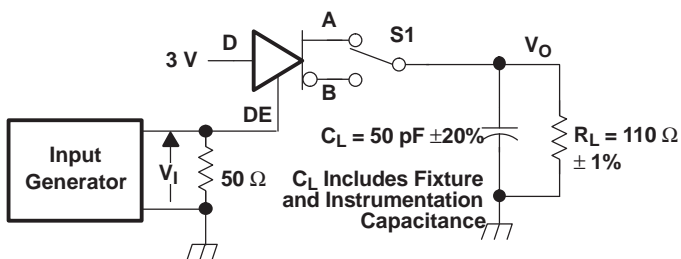 A
S1
D
3 V
VO
B
DE
CL = 50 pF ±20%
RL = 110 Ω
± 1%
Input
Generator
VI
50 Ω
CL Includes Fixture
and Instrumentation
Capacitance